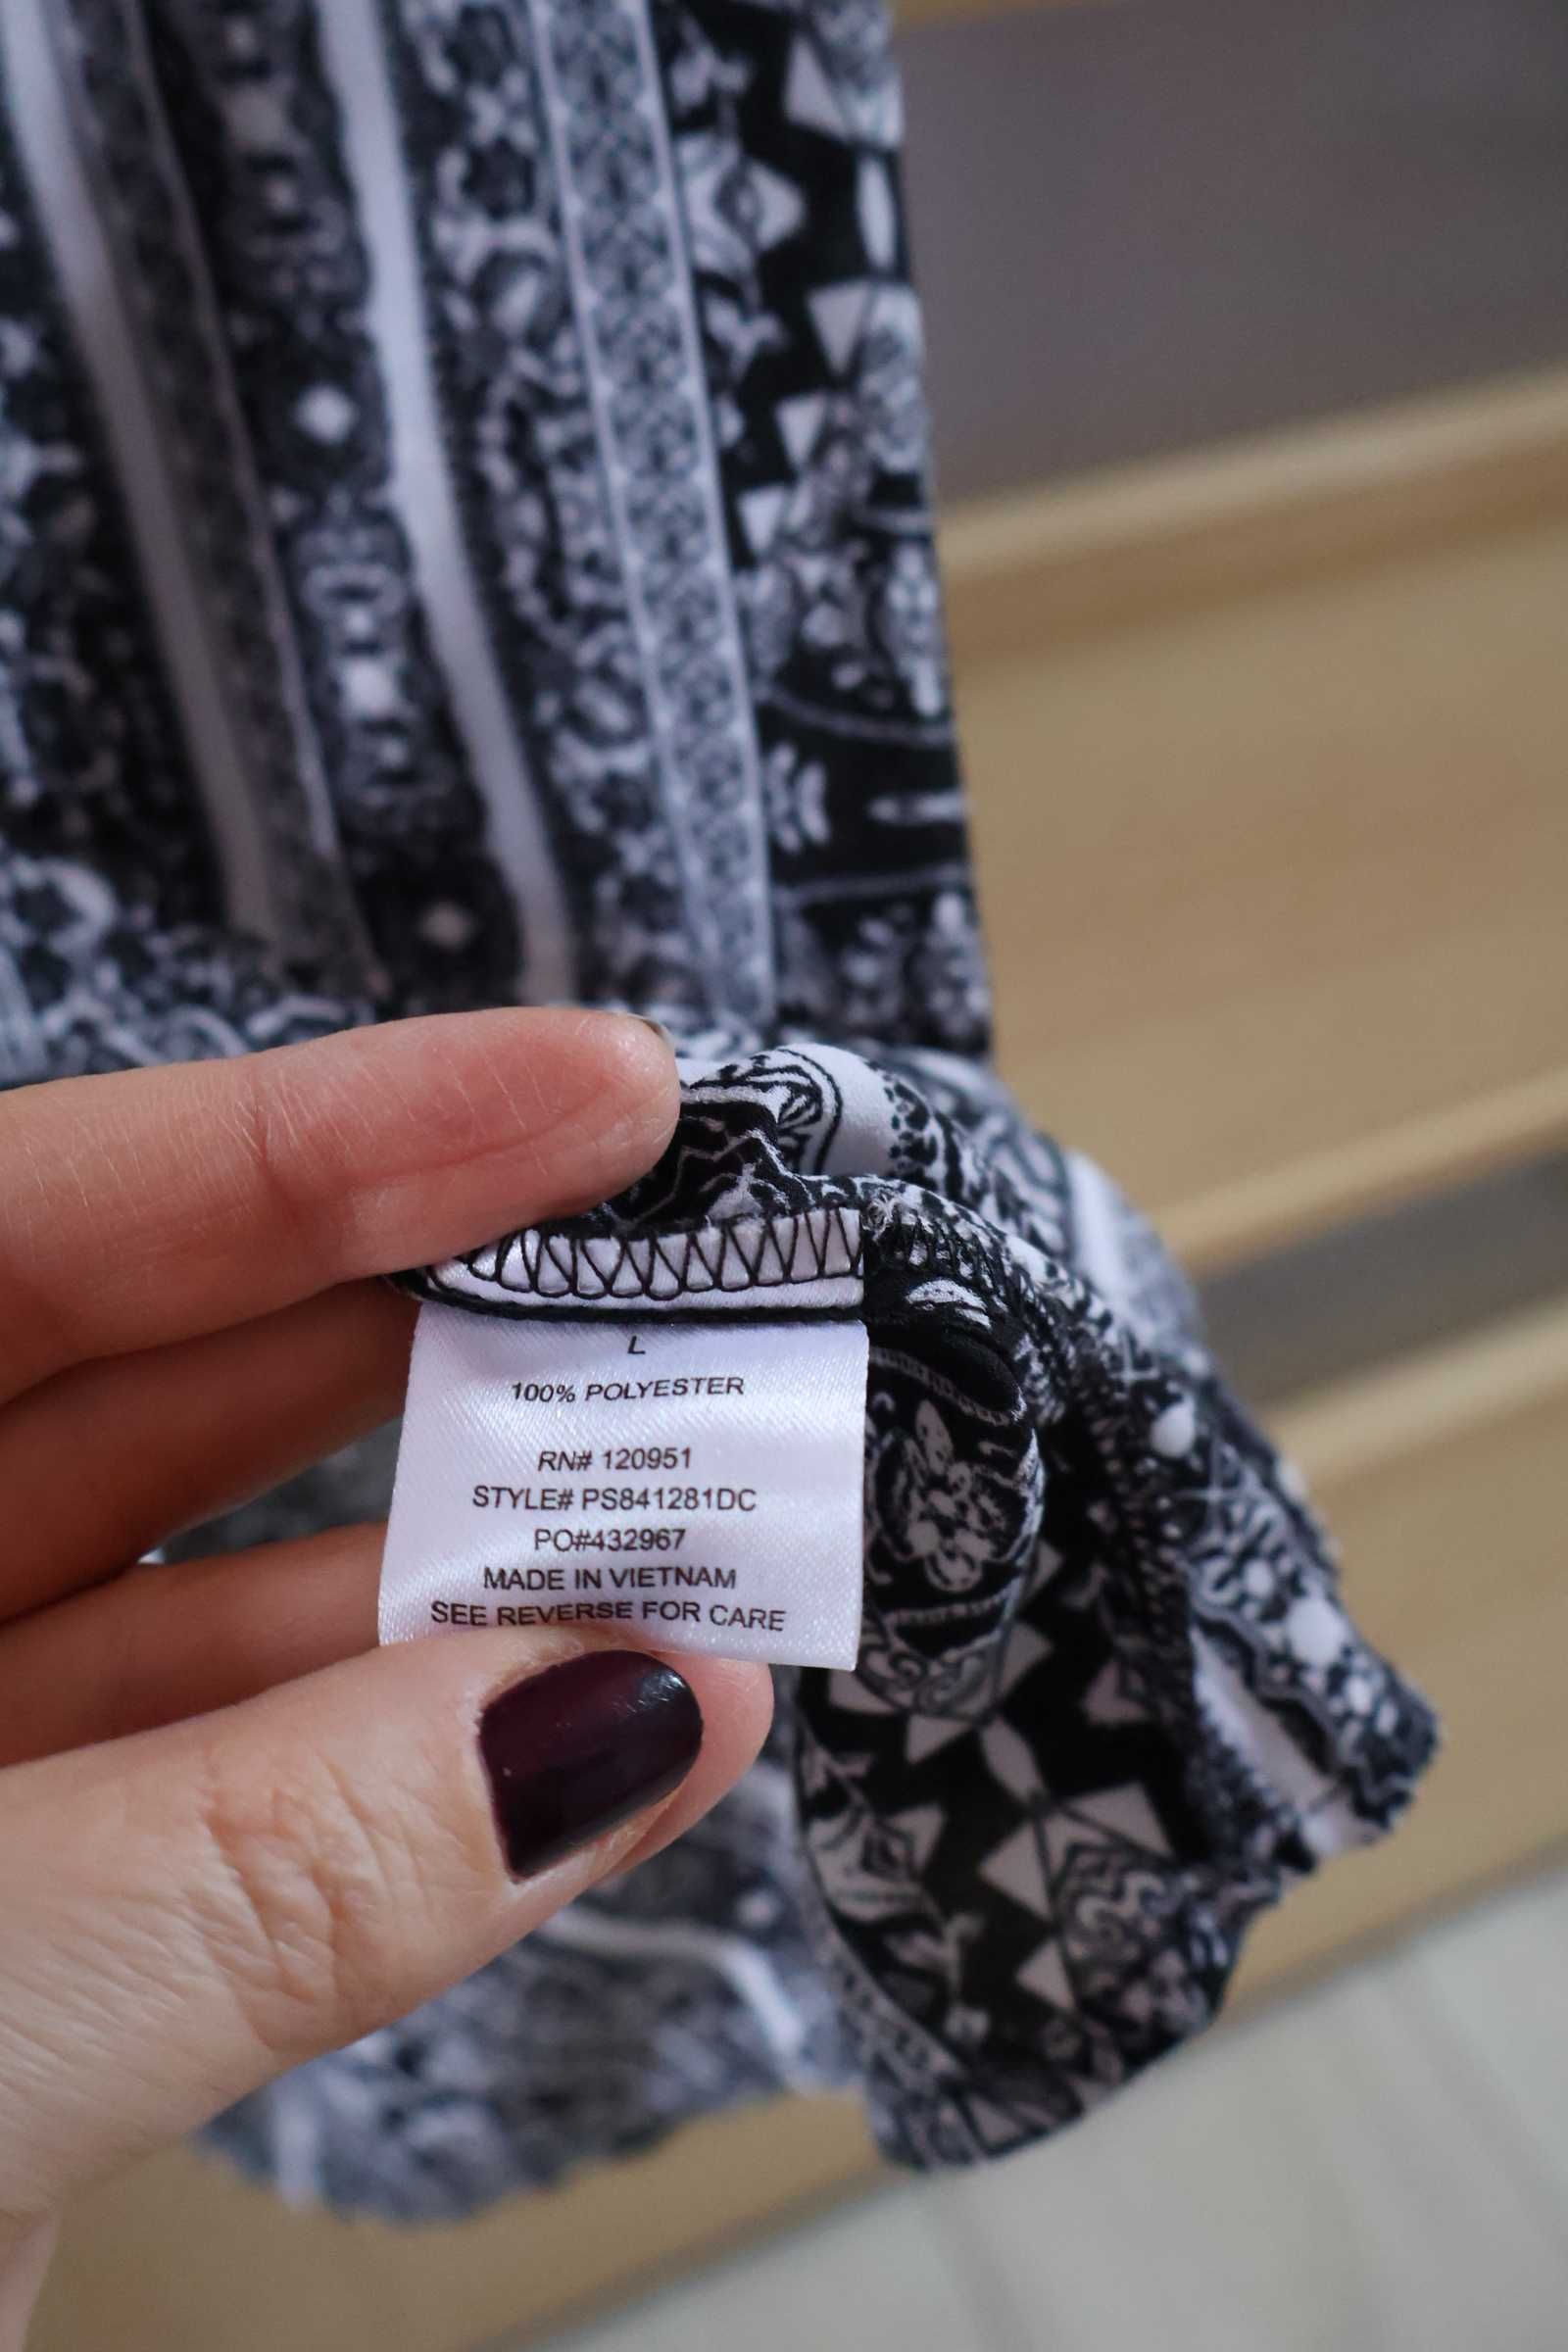 L
100% POLYESTER
RN# 120951
STYLE# PS841281DC
PO#432967
MADE IN VIETNAM
SEE REVERSE FOR CARE